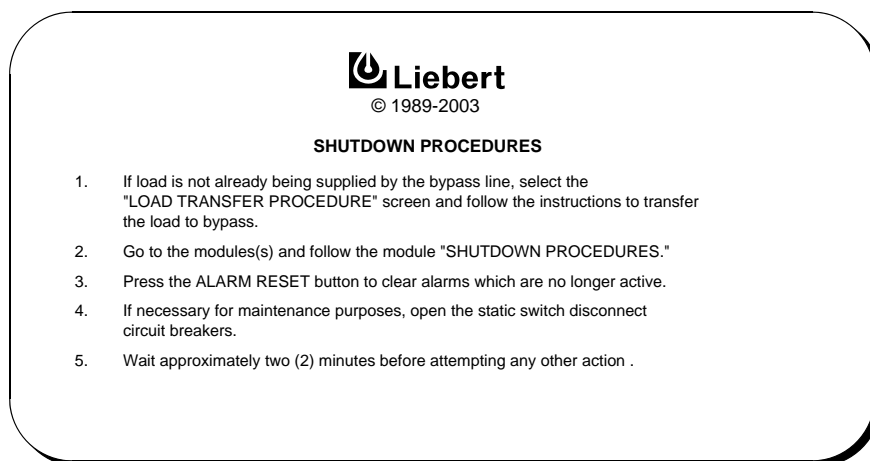 Liebert
© 1989-2003
SHUTDOWN PROCEDURES
1. If load is not already being supplied by the bypass line, select the
"LOAD TRANSFER PROCEDURE" screen and follow the instructions to transfer
the load to bypass.
2. Go to the modules(s) and follow the module "SHUTDOWN PROCEDURES."
3. Press the ALARM RESET button to clear alarms which are no longer active.
4. If necessary for maintenance purposes, open the static switch disconnect
circuit breakers.
5. Wait approximately two (2) minutes before attempting any other action .